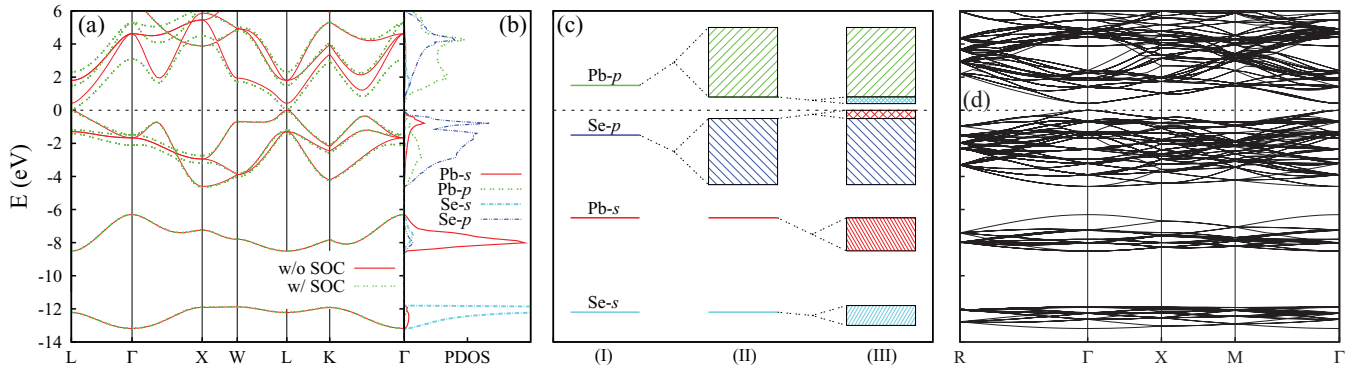 (a)
(b)
(c)
(d)
E (eV)
6
4
2
0
-2
-4
-6
-8
-10
-12
-14
L Γ X W L K Γ
w/o SOC
w/ SOC
Pb-s
Pb-p
Se-s
Se-p
PDOS
Pb-p
Se-p
Pb-s
Se-s
(I) (II) (III)
R Γ X M Γ